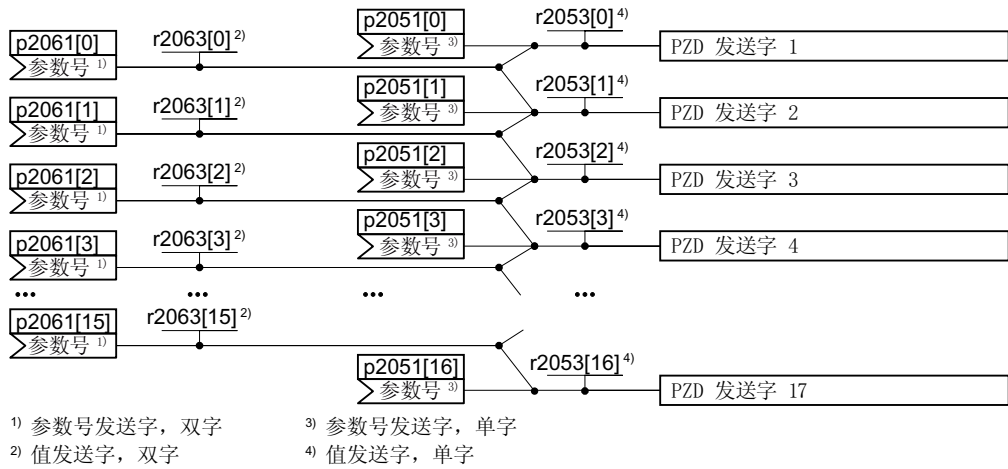 p2051[0] r2053[0] 4)
p2061[0] r2063[0] 2) 参数号 3) PZD 发送字 1
参数号 1)
p2051[1] r2053[1] 4)
p2061[1] r2063[1] 2) 参数号 3) PZD 发送字 2
参数号 1)
p2051[2] r2053[2] 4)
p2061[2] r2063[2] 2) 参数号 3) PZD 发送字 3
参数号 1)
p2051[3] r2053[3] 4)
p2061[3] r2063[3] 2) 参数号 3) PZD 发送字 4
参数号 1)
... ... ... ...
p2061[15] r2063[15] 2)
参数号 1)
p2051[16] r2053[16] 4)
参数号 3) PZD 发送字 17
1) 参数号发送字，双字 3) 参数号发送字，单字
2) 值发送字，双字 4) 值发送字，单字